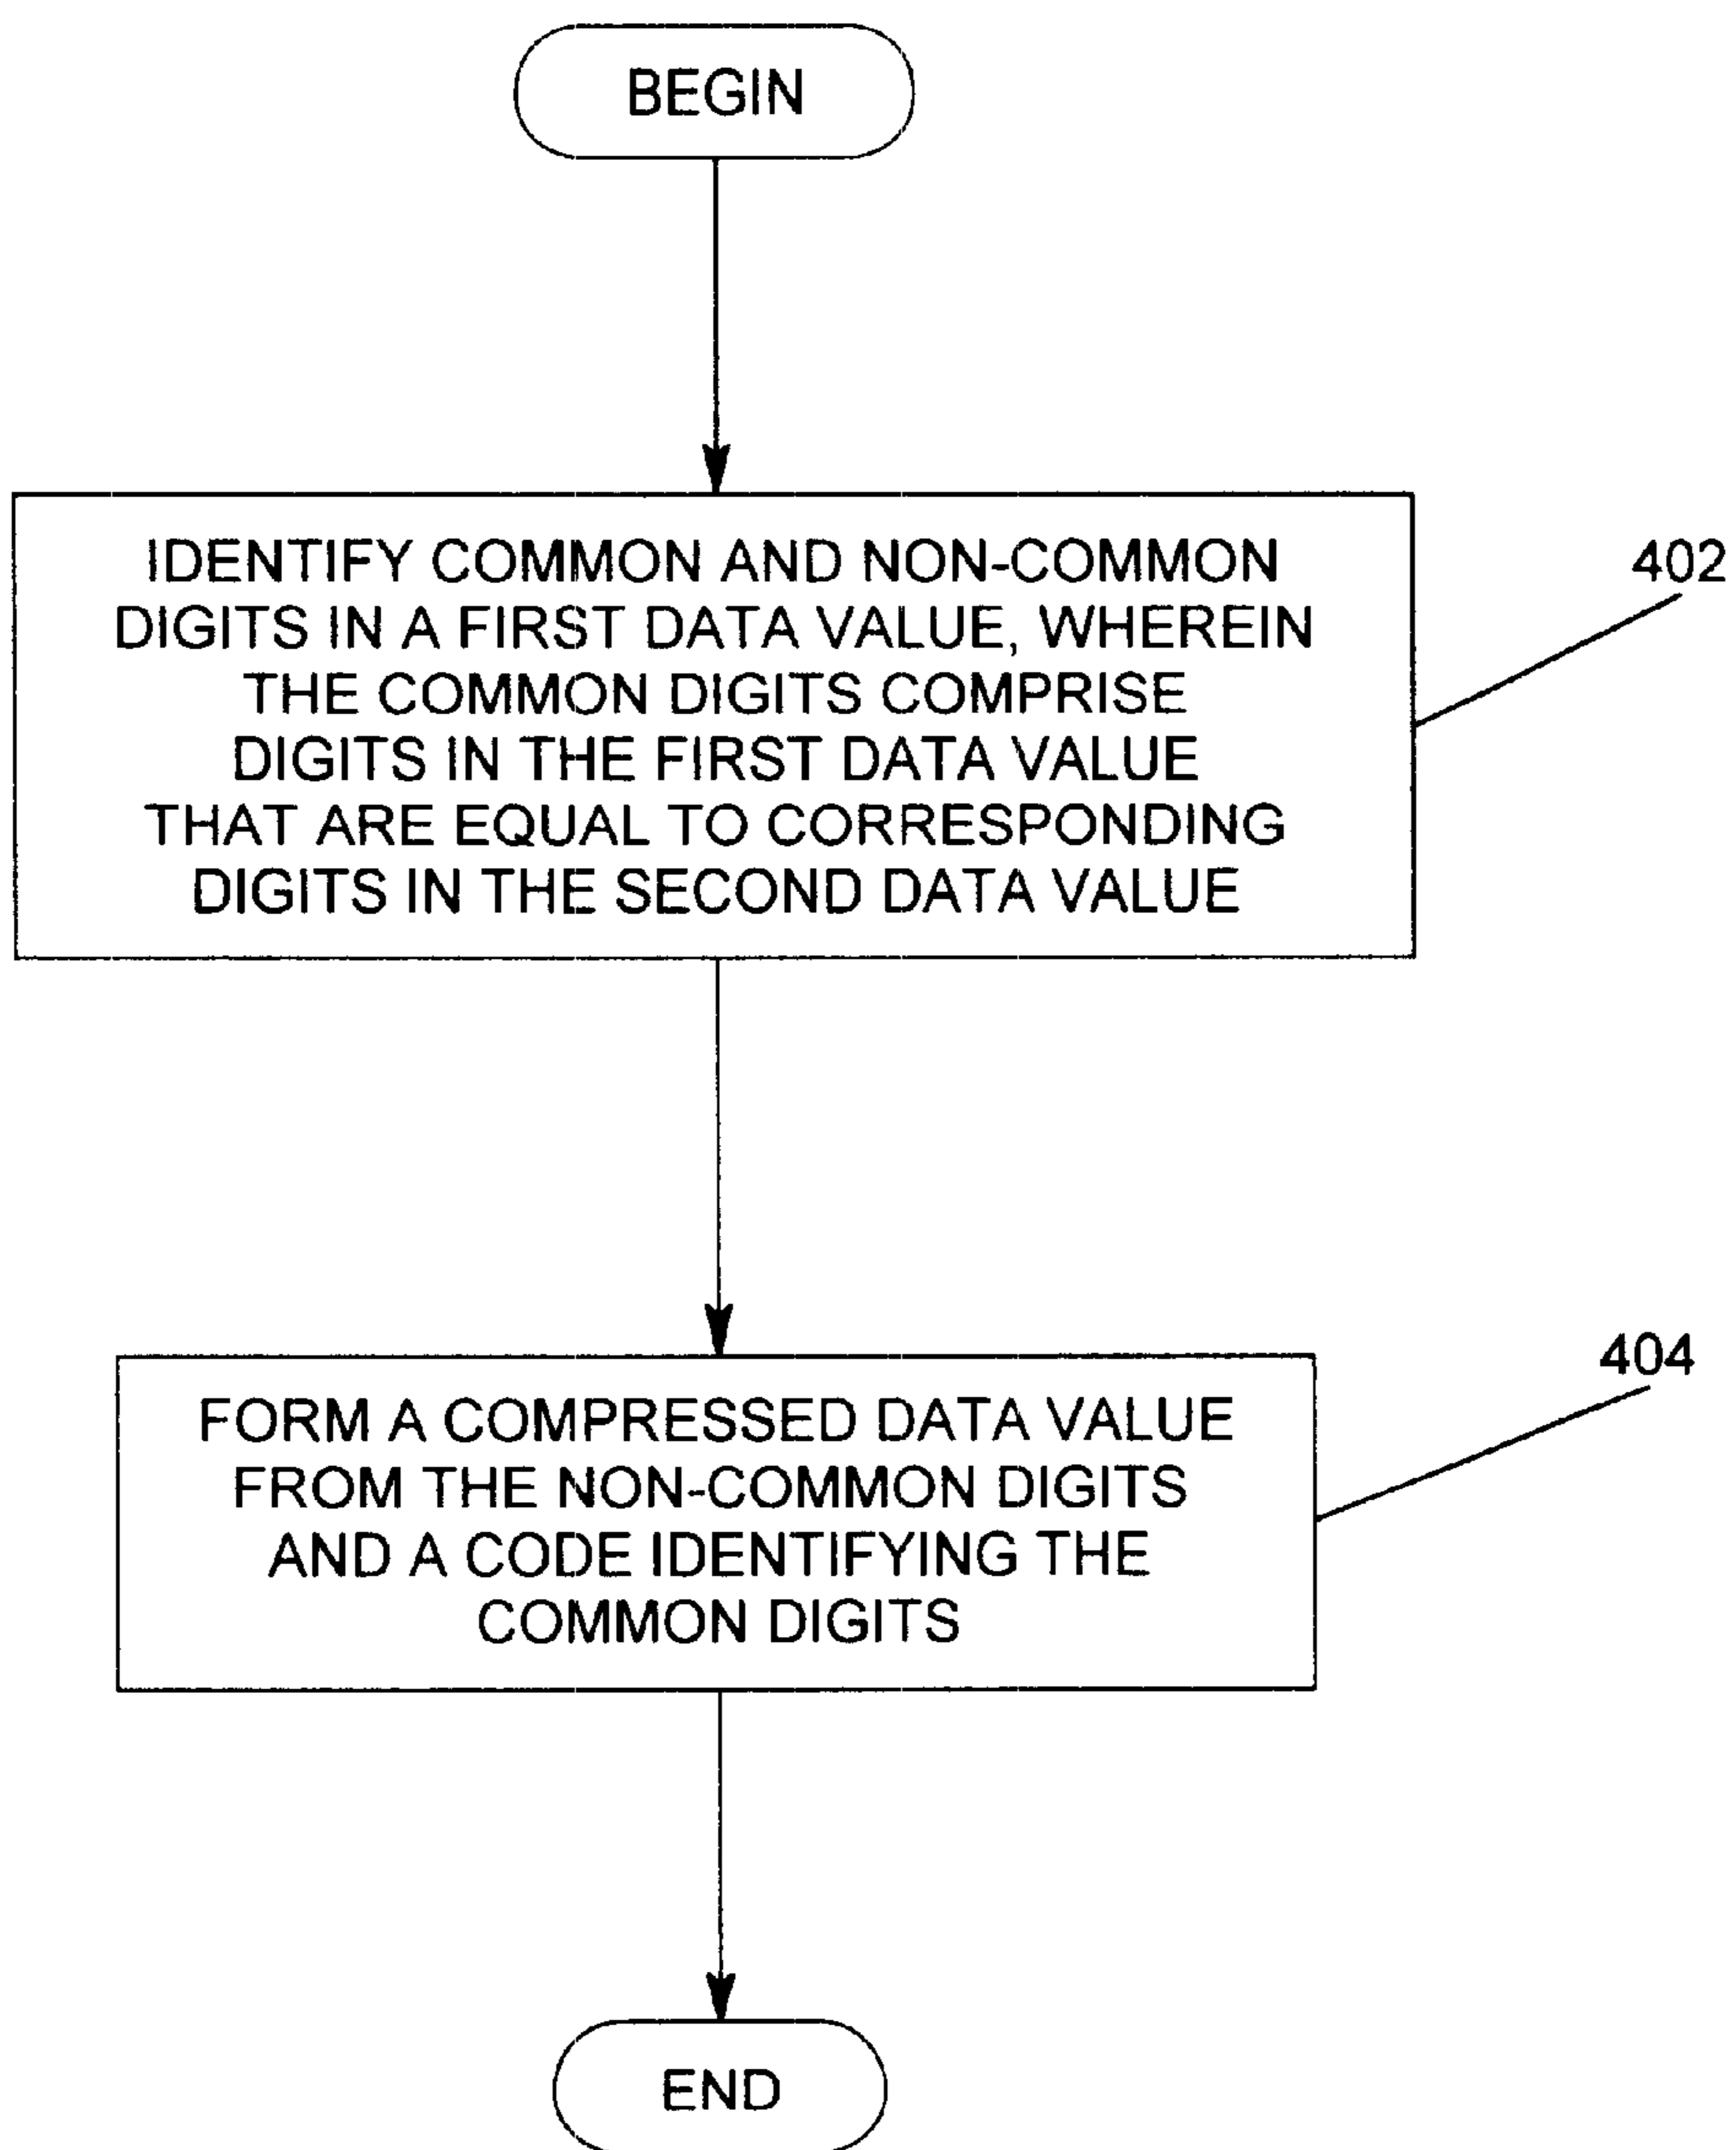 BEGIN
IDENTIFY COMMON AND NON-COMMON
DIGITS IN A FIRST DATA VALUE, WHEREIN
THE COMMON DIGITS COMPRISE
DIGITS IN THE FIRST DATA VALUE
THAT ARE EQUAL TO CORRESPONDING
DIGITS IN THE SECOND DATA VALUE
402
FORM A COMPRESSED DATA VALUE
FROM THE NON-COMMON DIGITS
AND A CODE IDENTIFYING THE
COMMON DIGITS
404
END